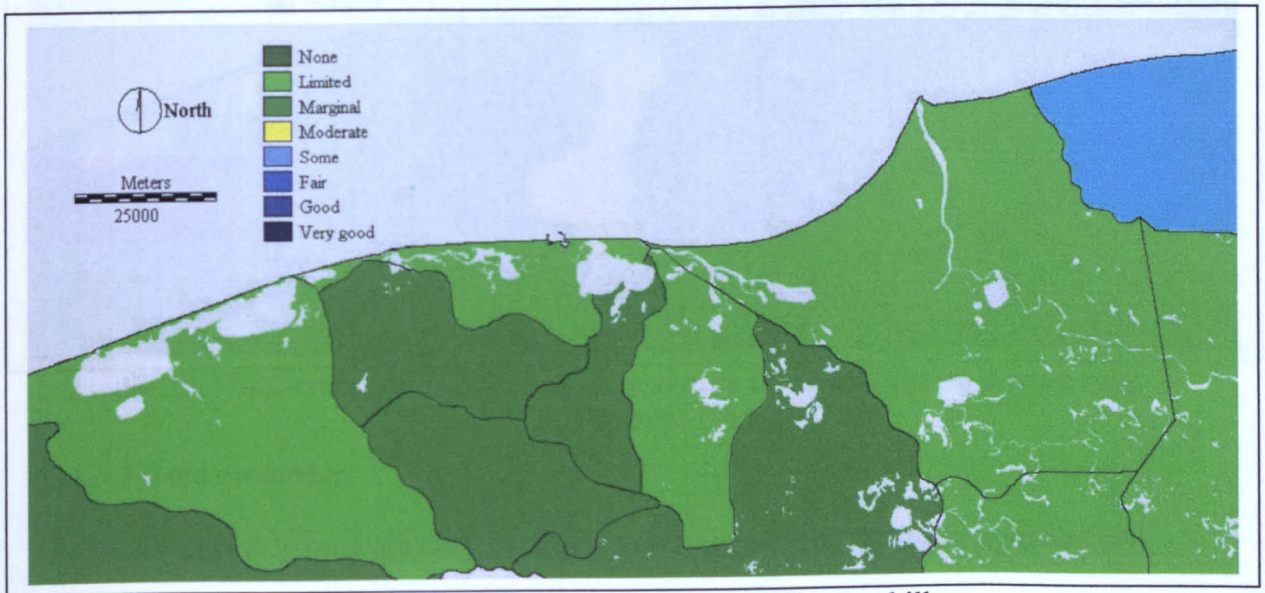 None
Limited
Marginal
Moderate
Some
Fair
Good
Very good
North
Meters
25000